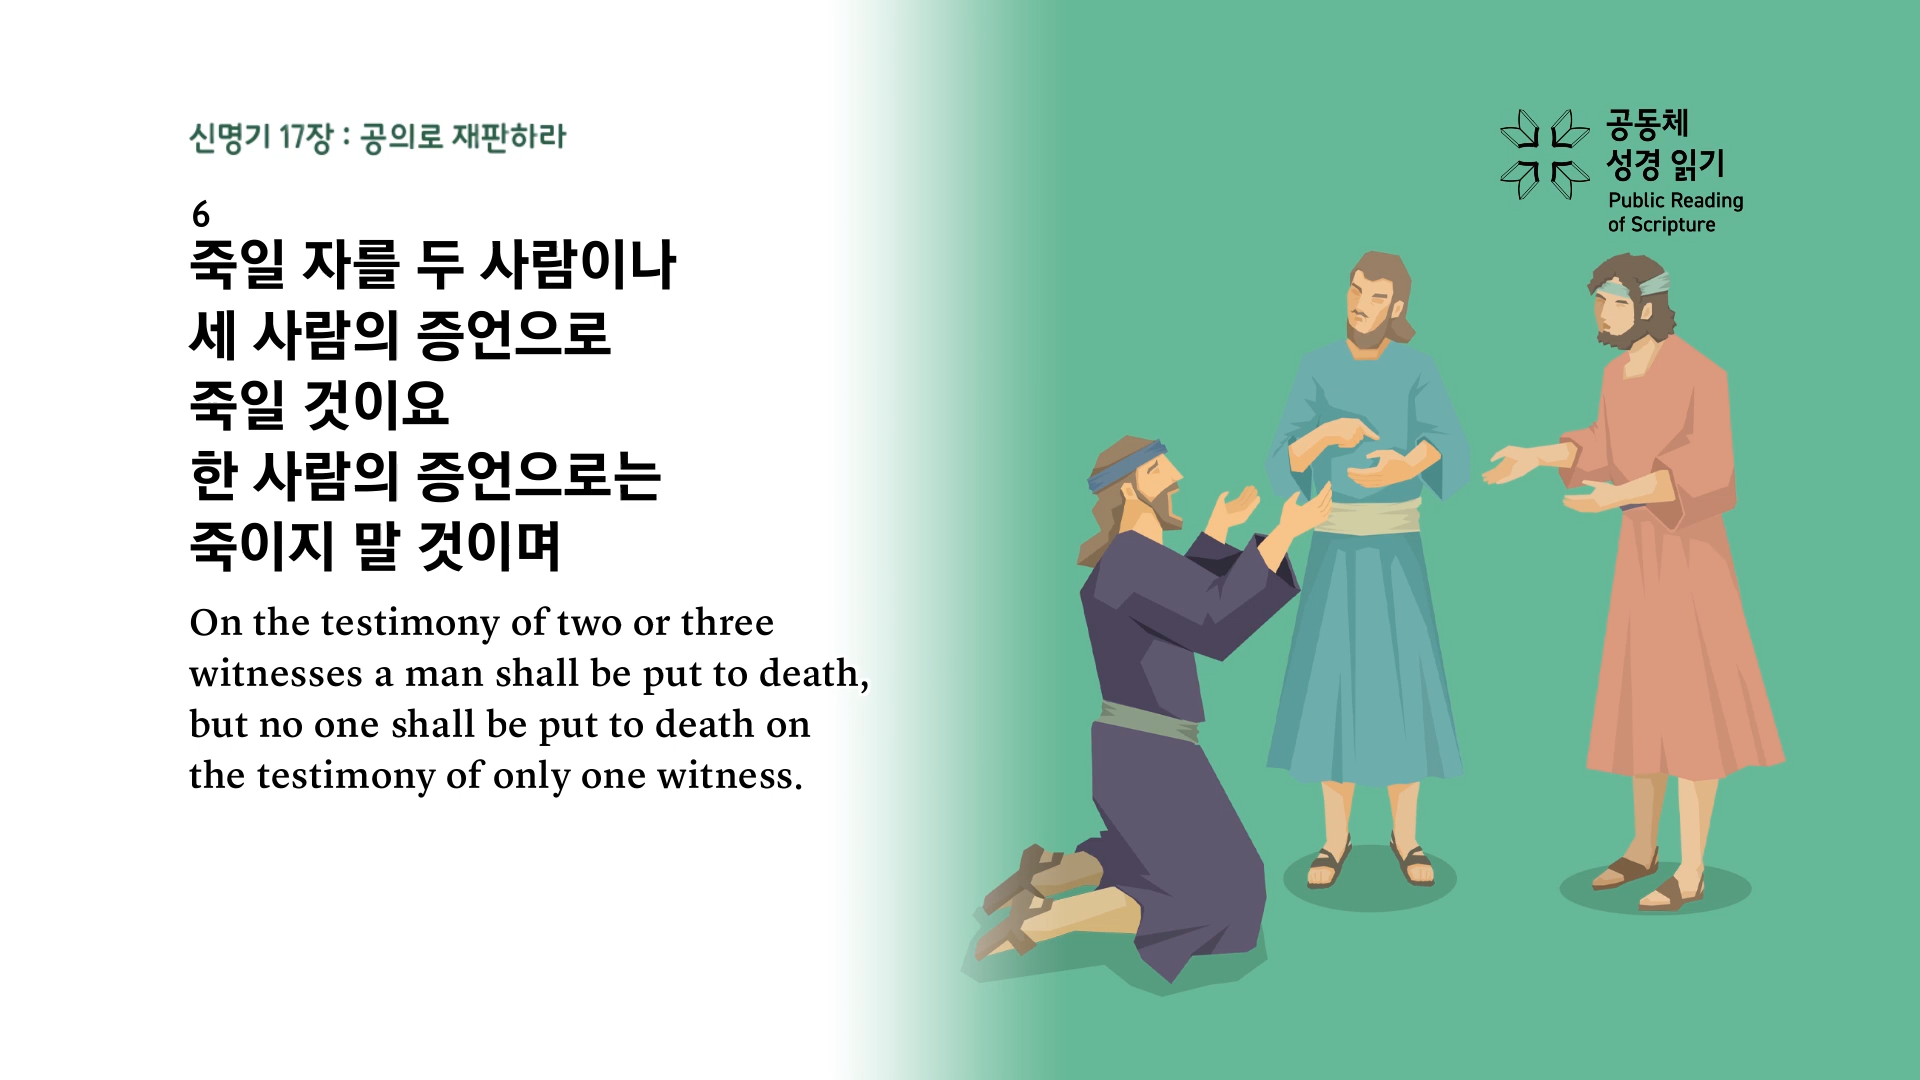 신명기 17장 : 공의로 재판하라
공동체
성경 읽기
Public Reading
of Scripture
6
죽일 자를 두 사람이나
세 사람의 증언으로
죽일 것이요
한 사람의 증언으로는
죽이지 말 것이며
On the testimony of two or three
witnesses a man shall be put to death,
but no one shall be put to death on
the testimony of only one witness.